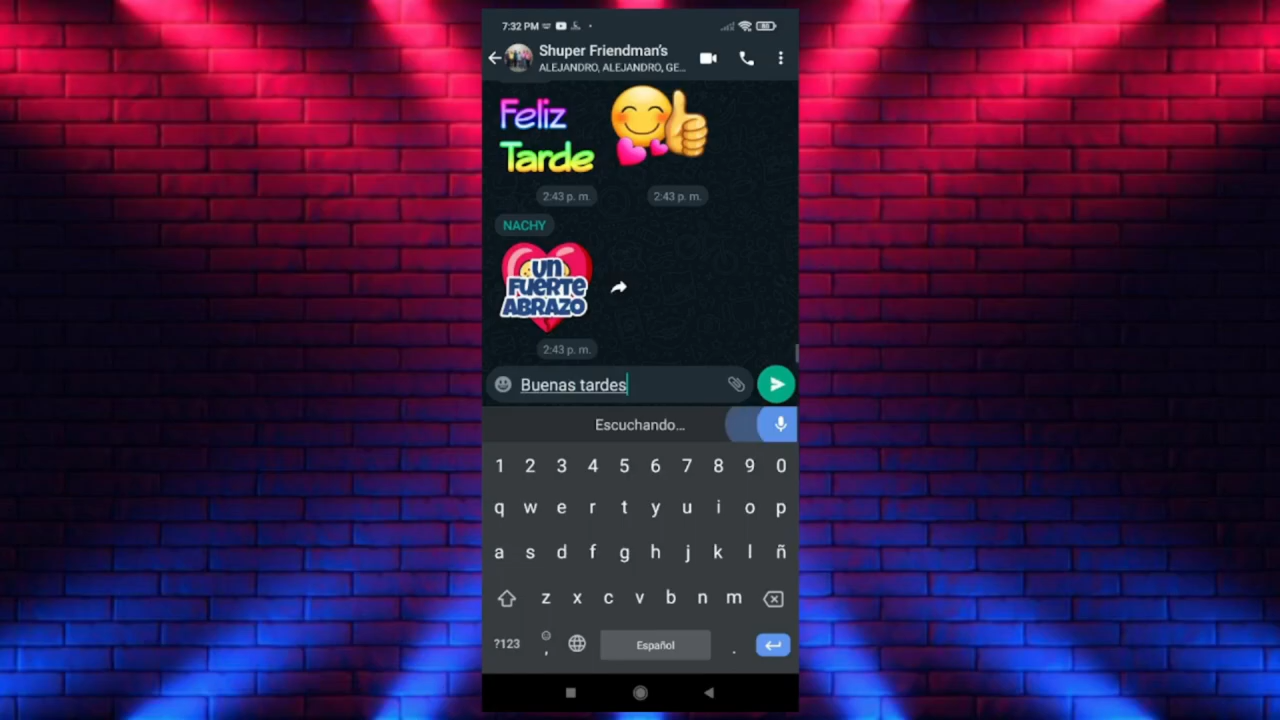 7:32 PM
Shuper Friendman's
ALEJANDRO, ALEJANDRO, GE...
Feliz
Tarde
2:43 p. m.
2:43 p. m.
NACHY
UN
FUERTE
ABRAZO
2:43 p. m.
Buenas tardes
Escuchando...
1 2 3 4 5 6 7 8 9 0
q w e r t y u i o p
a s d f g h j k l ñ
z x c v b n m
?123 , Español .